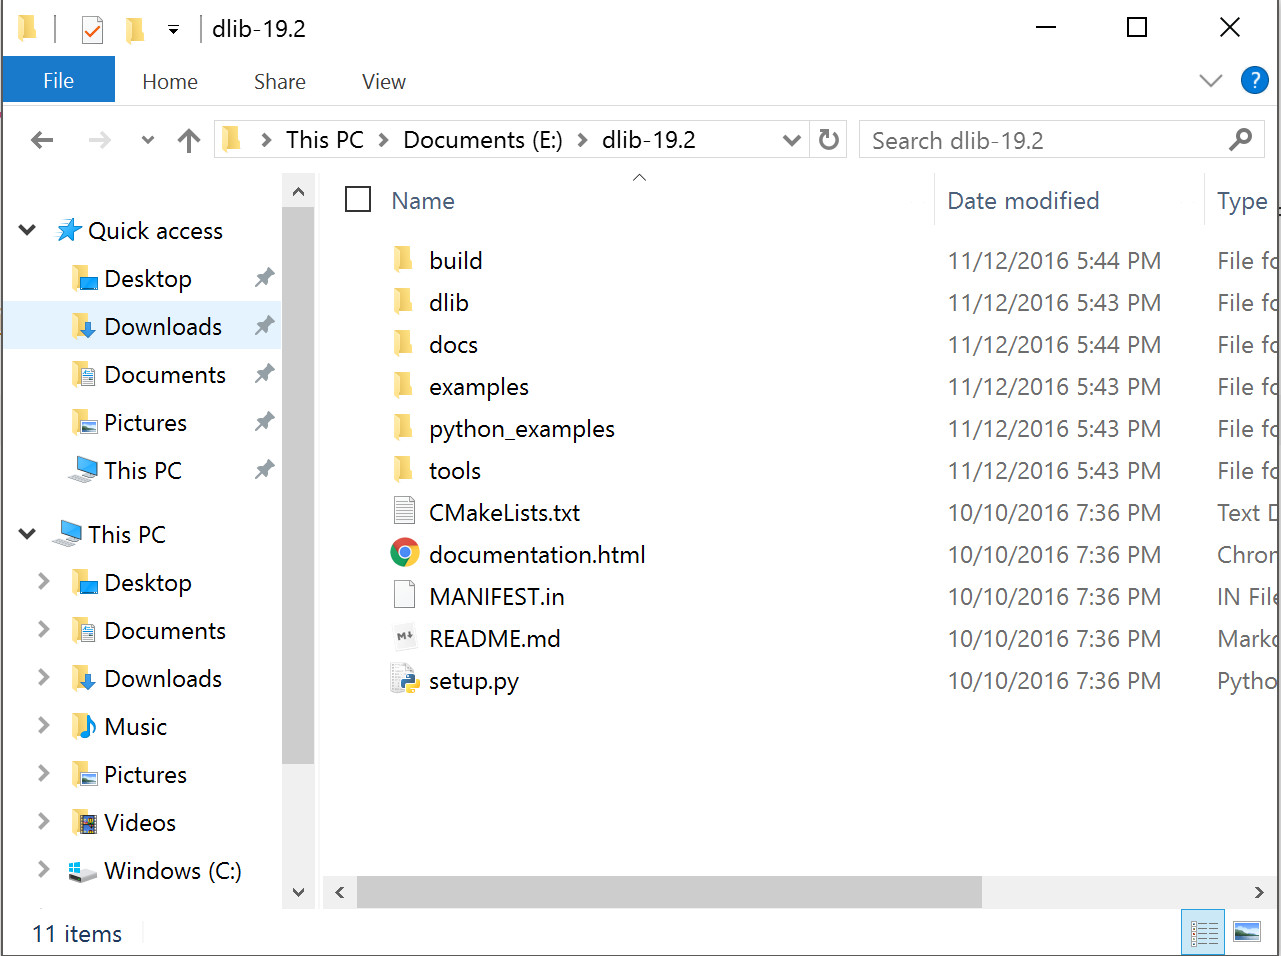 dlib-19.2
File Home Share View
This PC Documents (E:) dlib-19.2 Search dlib-19.2
Name Date modified Type
Quick access
Desktop
Downloads
Documents
Pictures
This PC
This PC
Desktop
Documents
Downloads
Music
Pictures
Videos
Windows (C:)
build 11/12/2016 5:44 PM File fo
dlib 11/12/2016 5:43 PM File fo
docs 11/12/2016 5:44 PM File fo
examples 11/12/2016 5:43 PM File fo
python_examples 11/12/2016 5:43 PM File fo
tools 11/12/2016 5:43 PM File fo
CMakeLists.txt 10/10/2016 7:36 PM Text D
documentation.html 10/10/2016 7:36 PM Chron
MANIFEST.in 10/10/2016 7:36 PM IN File
README.md 10/10/2016 7:36 PM Marko
setup.py 10/10/2016 7:36 PM Pytho
11 items